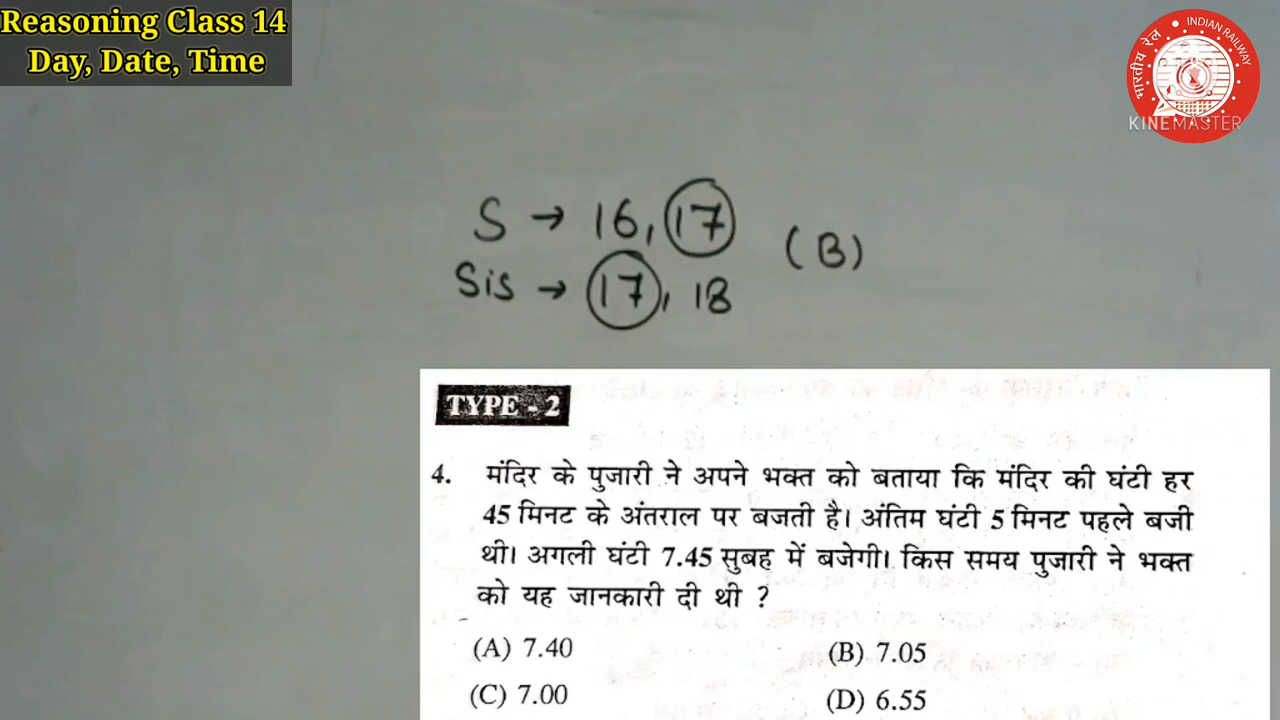 Reasoning Class 14
Day, Date, Time
भारतीय रेल
INDIAN RAILWAY
KINEMASTER
S → 16, 17
(B)
Sis → 17, 18
TYPE - 2
4. मंदिर के पुजारी ने अपने भक्त को बताया कि मंदिर की घंटी हर
45 मिनट के अंतराल पर बजती है। अंतिम घंटी 5 मिनट पहले बजी
थी। अगली घंटी 7.45 सुबह में बजेगी। किस समय पुजारी ने भक्त
को यह जानकारी दी थी ?
(A) 7.40 (B) 7.05
(C) 7.00 (D) 6.55